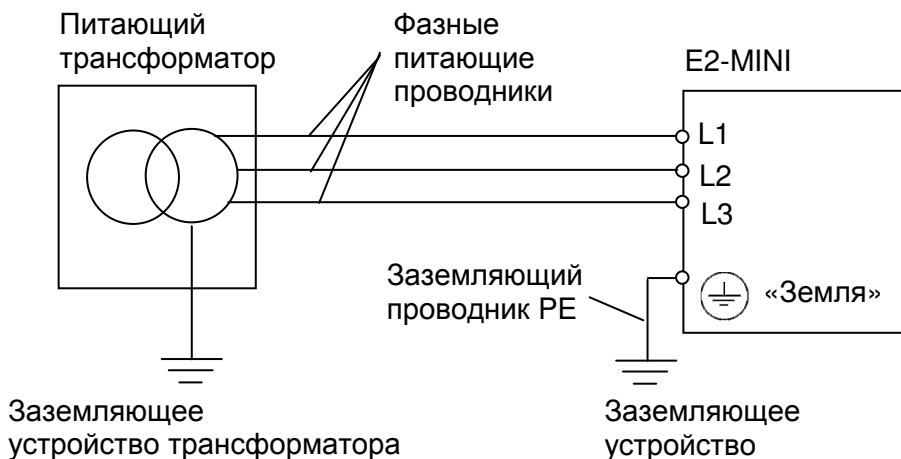 Питающий
трансформатор
Фазные
питающие
проводники
E2-MINI
L1
L2
L3
Заземляющий
проводник PE
«Земля»
Заземляющее
устройство трансформатора
Заземляющее
устройство